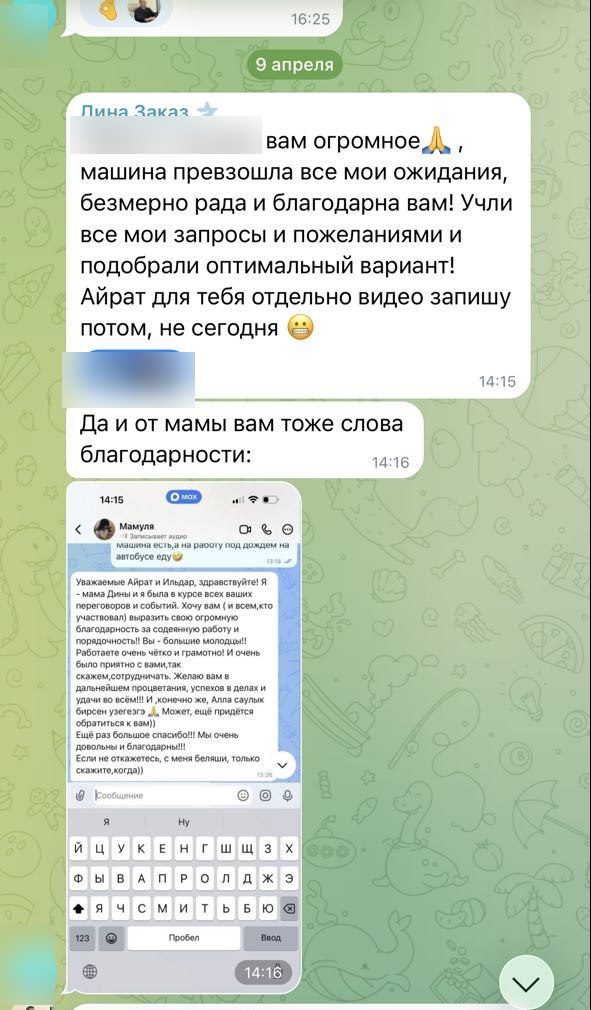 16:25
9 апреля
Дина Заказ
вам огромное🙏,
машина превзошла все мои ожидания,
безмерно рада и благодарна вам! Учли
все мои запросы и пожеланиями и
подобрали оптимальный вариант!
Айрат для тебя отдельно видео запишу
потом, не сегодня 😬
14:15
Да и от мамы вам тоже слова
благодарности:
14:16
14:15
мах
Мамуля
Записывает аудио
Машина есть,а на работу под дождем на
автобусе еду🤣
13:18
Уважаемые Айрат и Ильдар, здравствуйте! Я
- мама Дины и я была в курсе всех ваших
переговоров и событий. Хочу вам ( и всем,кто
участвовал) выразить свою огромную
благодарность за содеянную работу и
порядочность!! Вы - большие молодцы!!
Работаете очень чётко и грамотно! И очень
было приятно с вами,так
скажем,сотрудничать. Желаю вам в
дальнейшем процветания, успехов в делах и
удачи во всём!!! И ,конечно же, Алла саулык
бирсен узегезгэ 🙏 Может, ещё придётся
обратиться к вам))
Ещё раз большое спасибо!!! Мы очень
довольны и благодарны!!!
Если не откажетесь, с меня беляши, только
скажите,когда))
13:26
Сообщение
Я Ну
Й Ц У К Е Н Г Ш Щ З Х
Ф Ы В А П Р О Л Д Ж Э
Я Ч С М И Т Ь Б Ю
123 Пробел Ввод
14:16